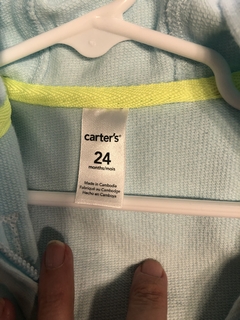 carter's®
24
months/mois
Made in Cambodia
Fabriqué au Cambodge
Hecho en Camboya